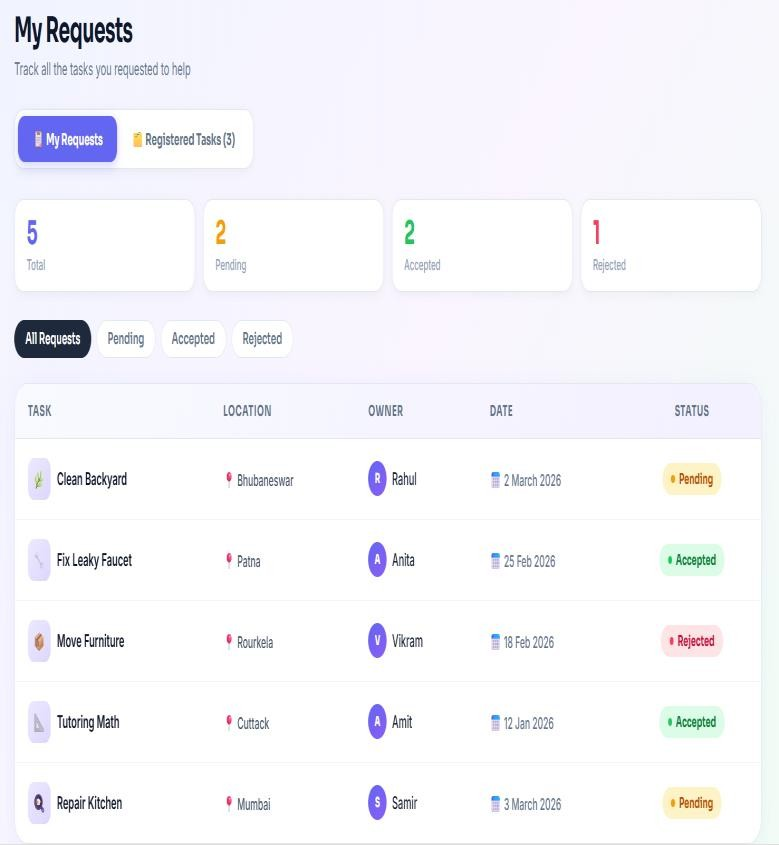 My Requests
Track all the tasks you requested to help
My Requests Registered Tasks (3)
5 2 2 1
Total Pending Accepted Rejected
All Requests Pending Accepted Rejected
TASK LOCATION OWNER DATE STATUS
Clean Backyard Bhubaneswar R Rahul 2 March 2026 Pending
Fix Leaky Faucet Patna A Anita 25 Feb 2026 Accepted
Move Furniture Rourkela V Vikram 18 Feb 2026 Rejected
Tutoring Math Cuttack A Amit 12 Jan 2026 Accepted
Repair Kitchen Mumbai S Samir 3 March 2026 Pending